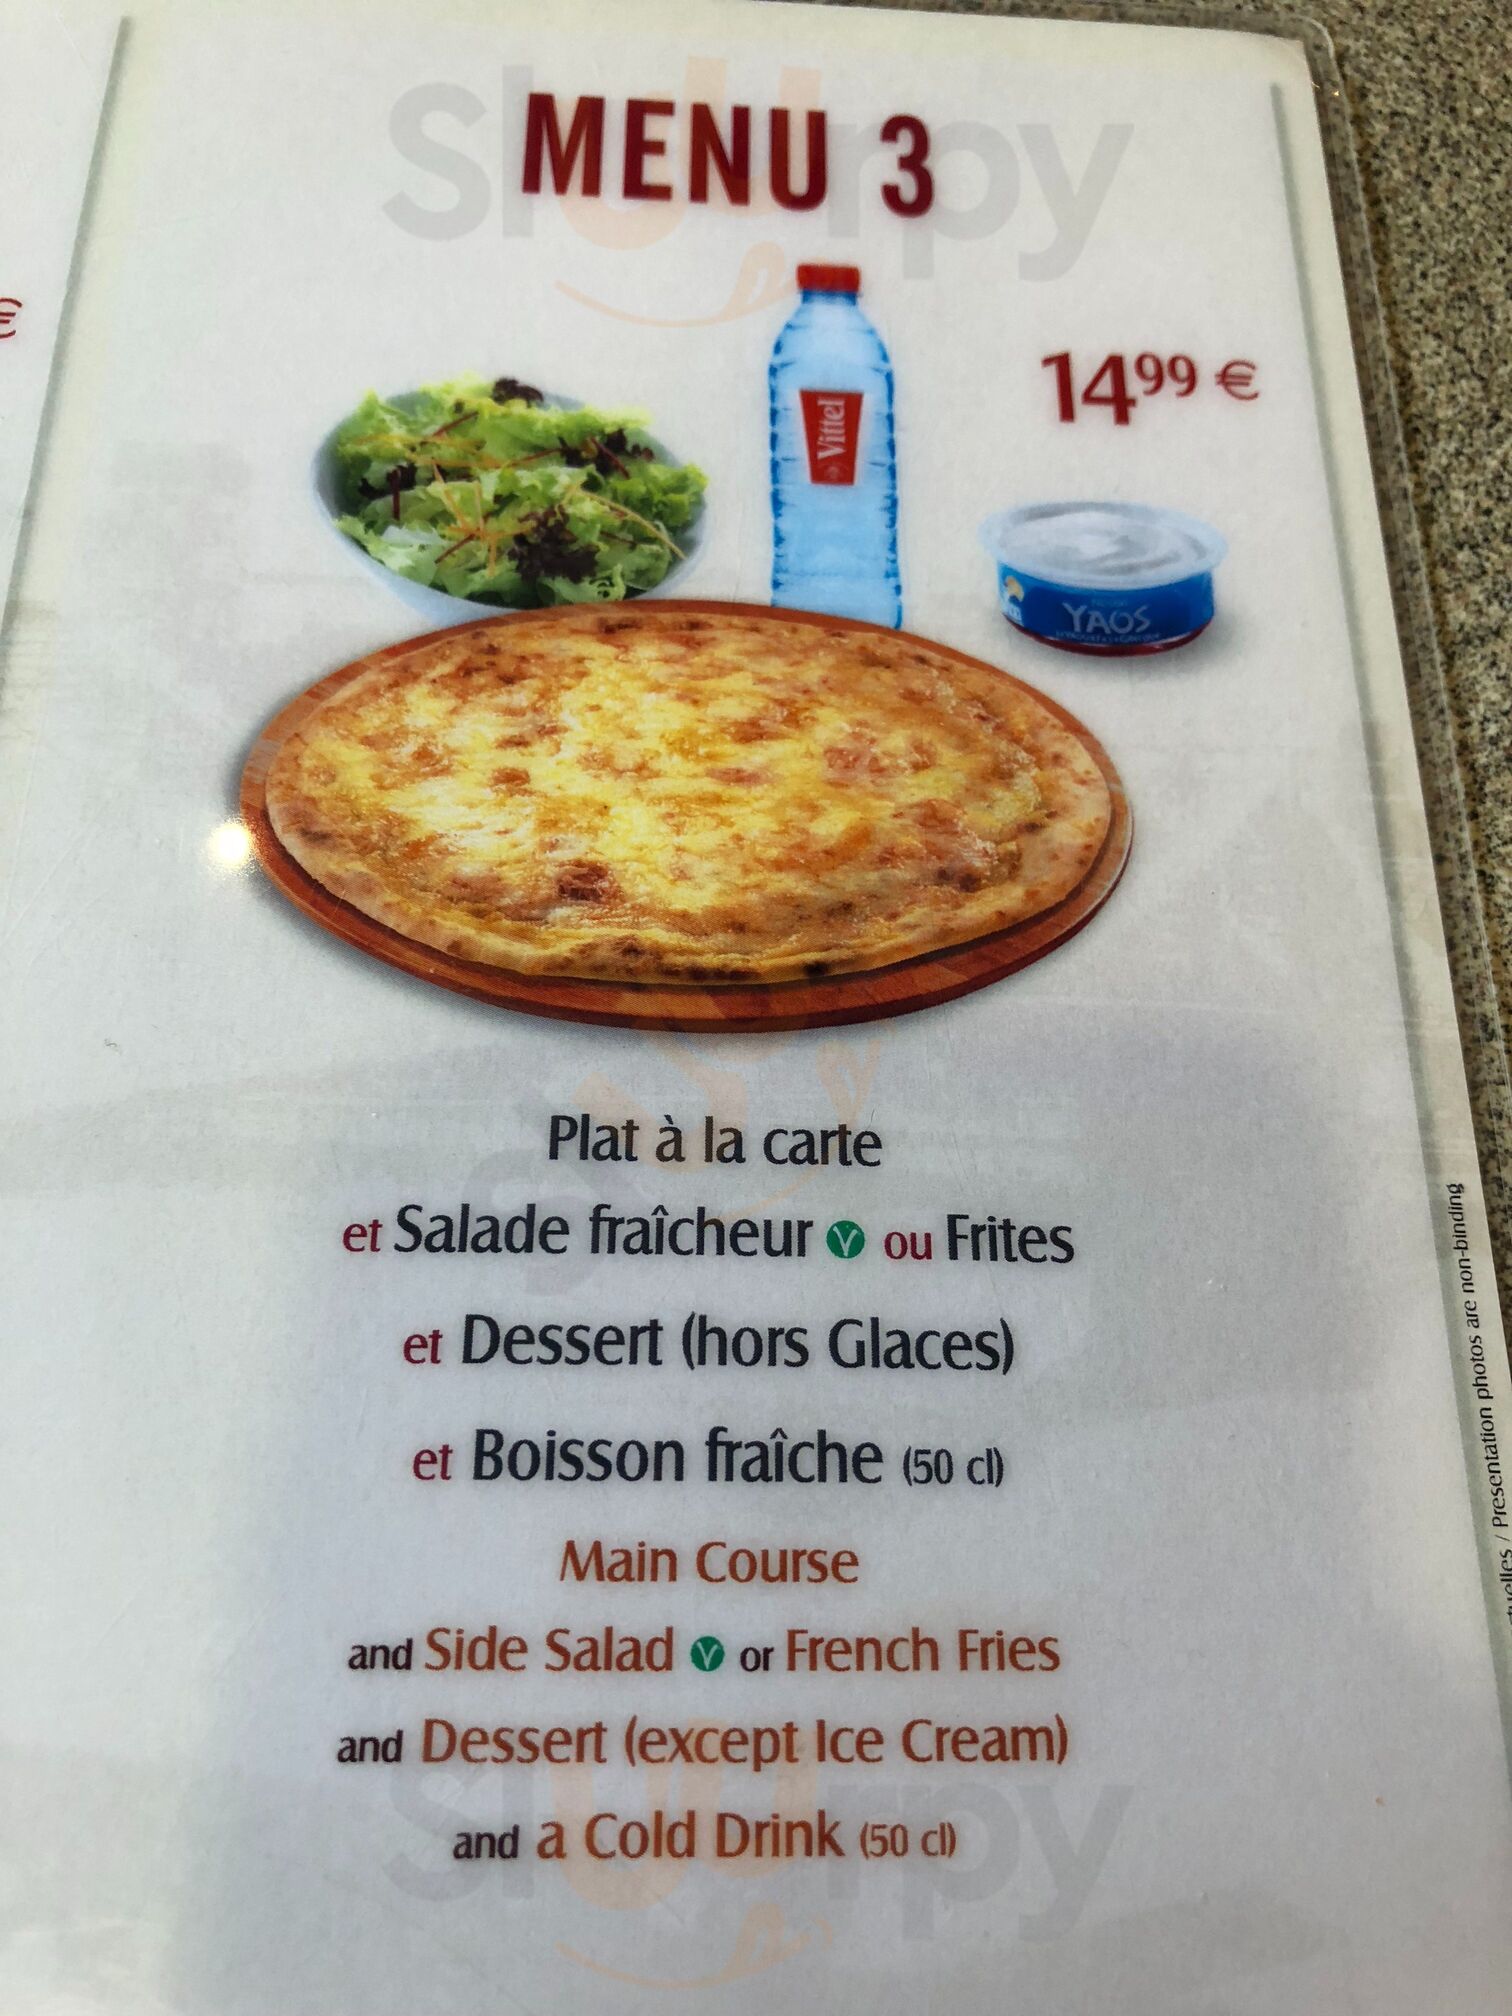 Slurrpy
MENU 3
€
14⁹⁹ €
Vittel
YAOS
Plat à la carte
et Salade fraîcheur V ou Frites
et Dessert (hors Glaces)
et Boisson fraîche (50 cl)
Main Course
and Side Salad V or French Fries
and Dessert (except Ice Cream)
and a Cold Drink (50 cl)
/ Presentation photos are non-binding
Slurrpy